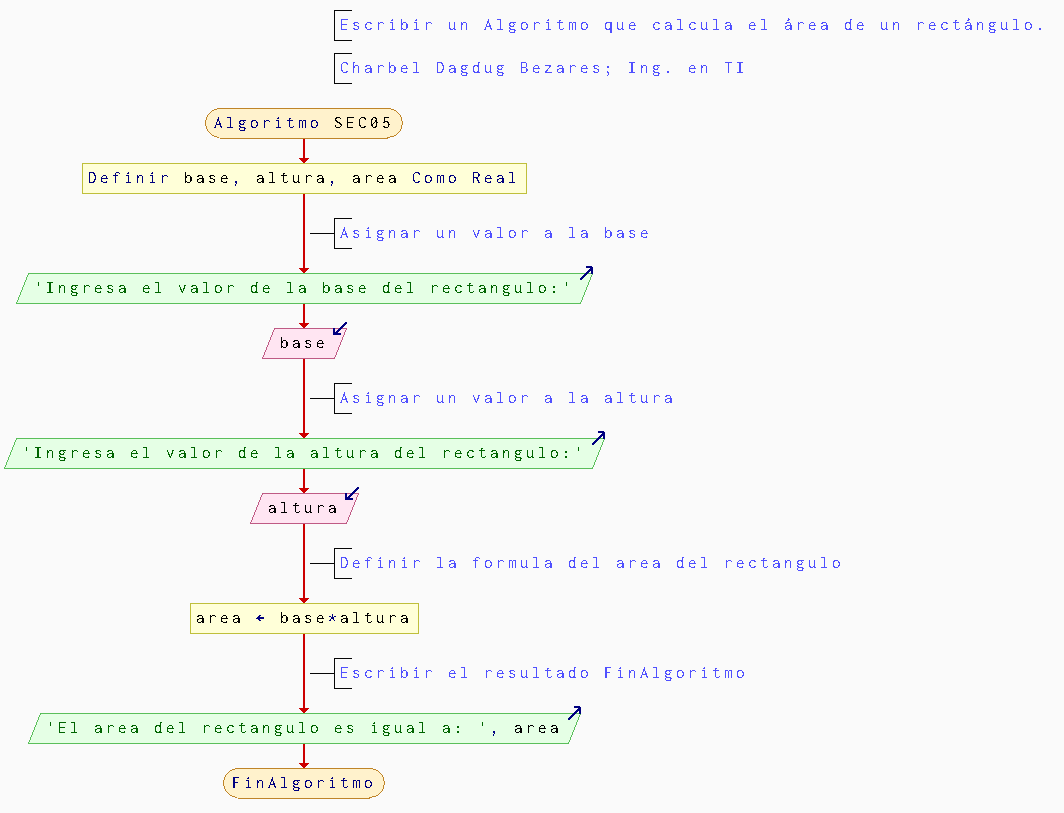 Escribir un Algoritmo que calcula el área de un rectángulo.
Charbel Dagdug Bezares; Ing. en TI
Algoritmo SEC05
Definir base, altura, area Como Real
Asignar un valor a la base
'Ingresa el valor de la base del rectangulo:'
base
Asignar un valor a la altura
'Ingresa el valor de la altura del rectangulo:'
altura
Definir la formula del area del rectangulo
area ← base*altura
Escribir el resultado FinAlgoritmo
'El area del rectangulo es igual a: ', area
FinAlgoritmo